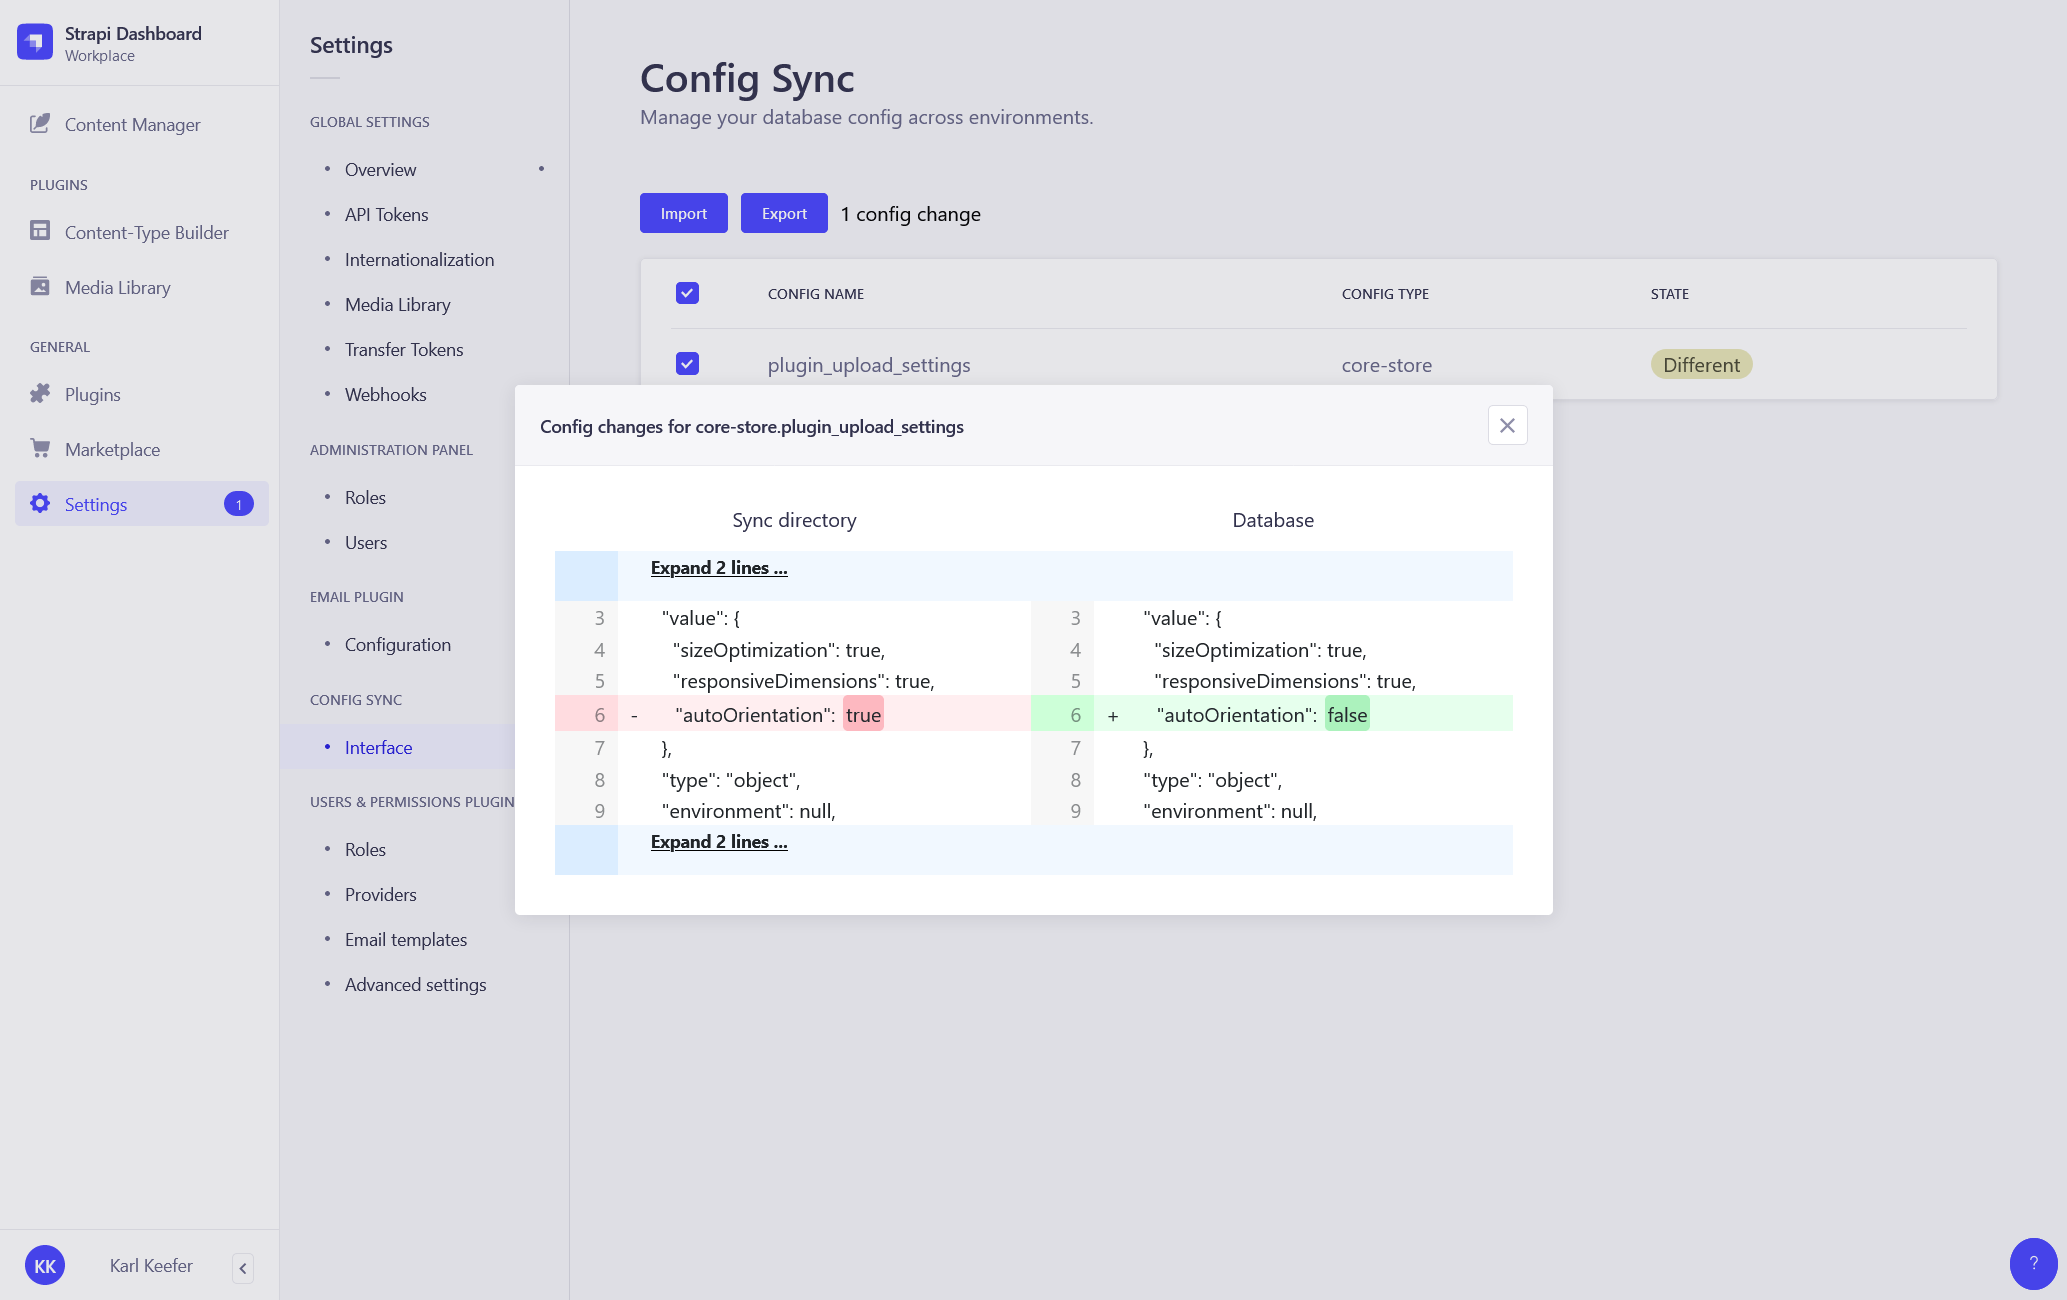 Strapi Dashboard
Workplace
Content Manager
PLUGINS
Content-Type Builder
Media Library
GENERAL
Plugins
Marketplace
Settings
1
KK
Karl Keefer
Settings
GLOBAL SETTINGS
Overview
API Tokens
Internationalization
Media Library
Transfer Tokens
Webhooks
ADMINISTRATION PANEL
Roles
Users
EMAIL PLUGIN
Configuration
CONFIG SYNC
Interface
USERS & PERMISSIONS PLUGIN
Roles
Providers
Email templates
Advanced settings
Config Sync
Manage your database config across environments.
Import Export 1 config change
CONFIG NAME CONFIG TYPE STATE
plugin_upload_settings core-store Different
Config changes for core-store.plugin_upload_settings
Sync directory Database
Expand 2 lines ...
3 "value": { 3 "value": {
4 "sizeOptimization": true, 4 "sizeOptimization": true,
5 "responsiveDimensions": true, 5 "responsiveDimensions": true,
6 - "autoOrientation": true 6 + "autoOrientation": false
7 }, 7 },
8 "type": "object", 8 "type": "object",
9 "environment": null, 9 "environment": null,
Expand 2 lines ...
?